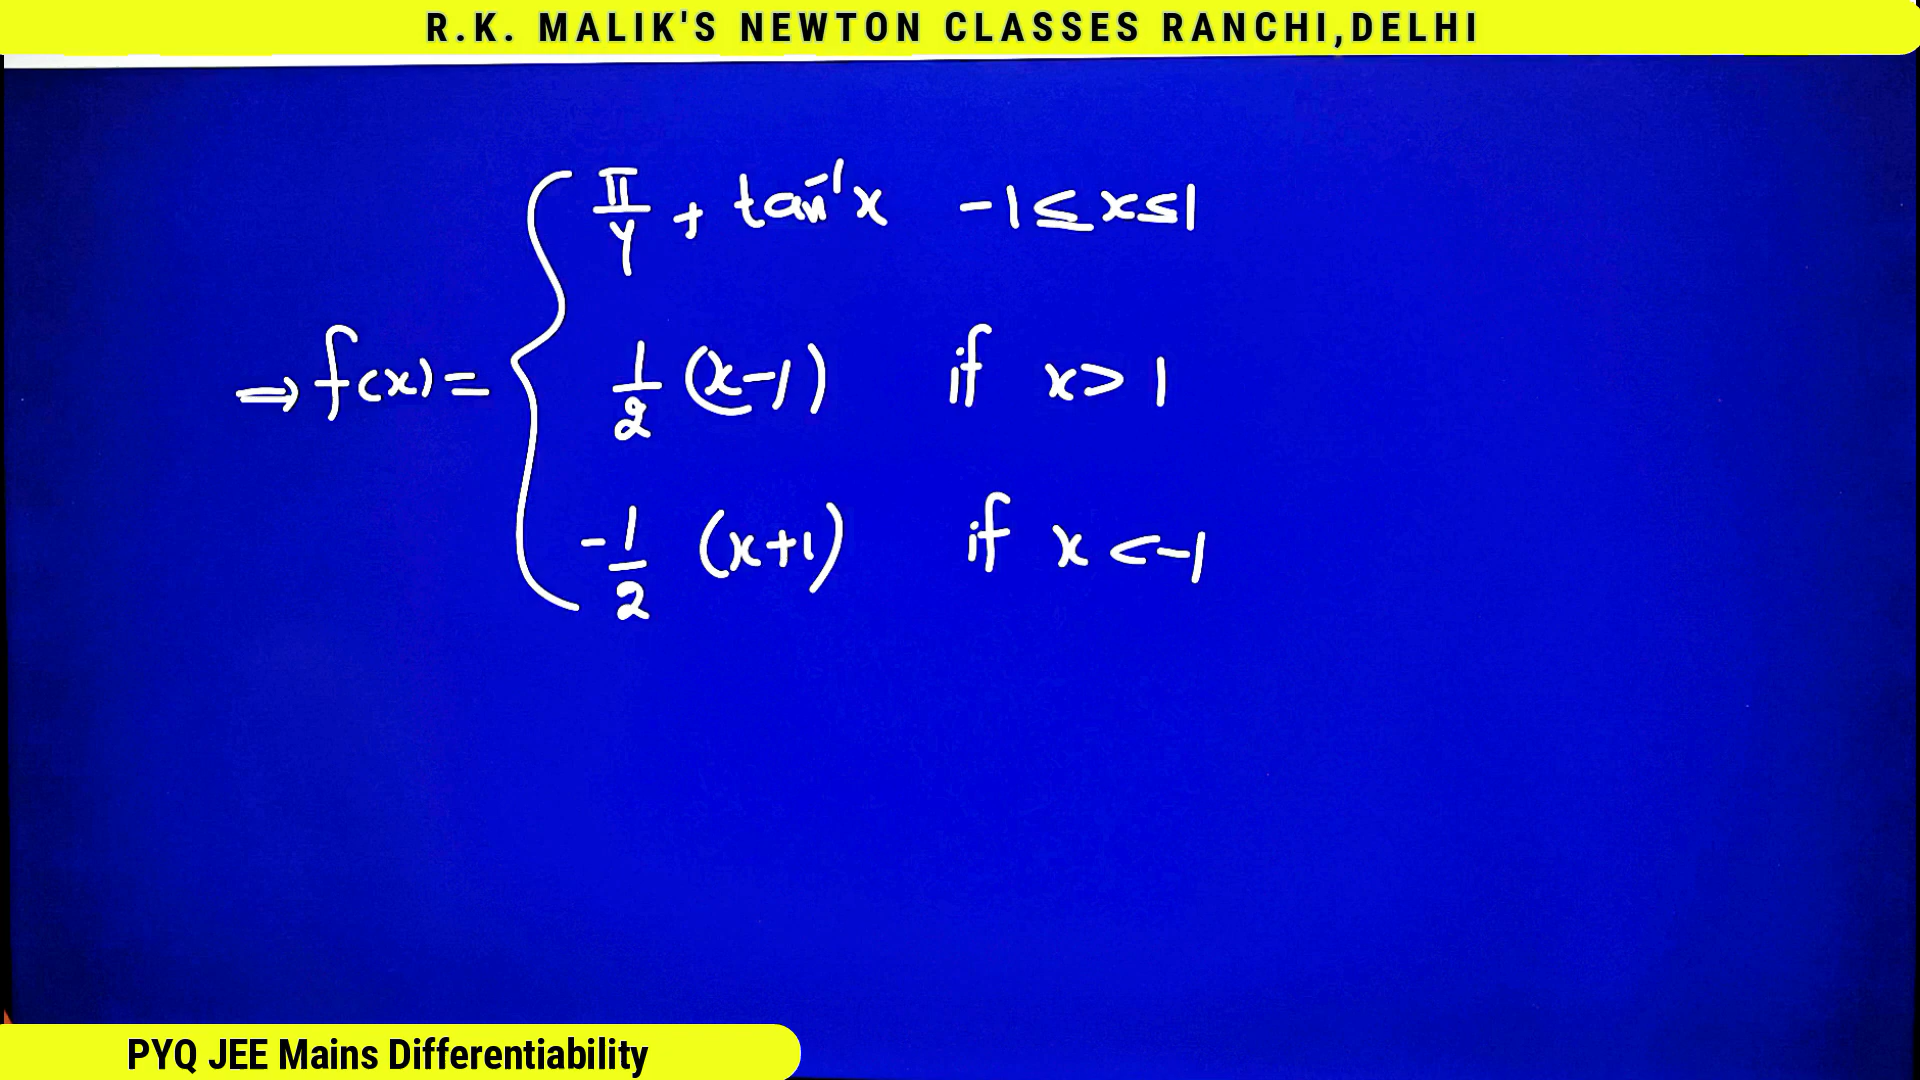 R.K. MALIK'S NEWTON CLASSES RANCHI,DELHI
π/4 + tan⁻¹x -1 ≤ x ≤ 1
⇒ f(x) = { 1/2 (x-1) if x > 1
-1/2 (x+1) if x < -1
PYQ JEE Mains Differentiability